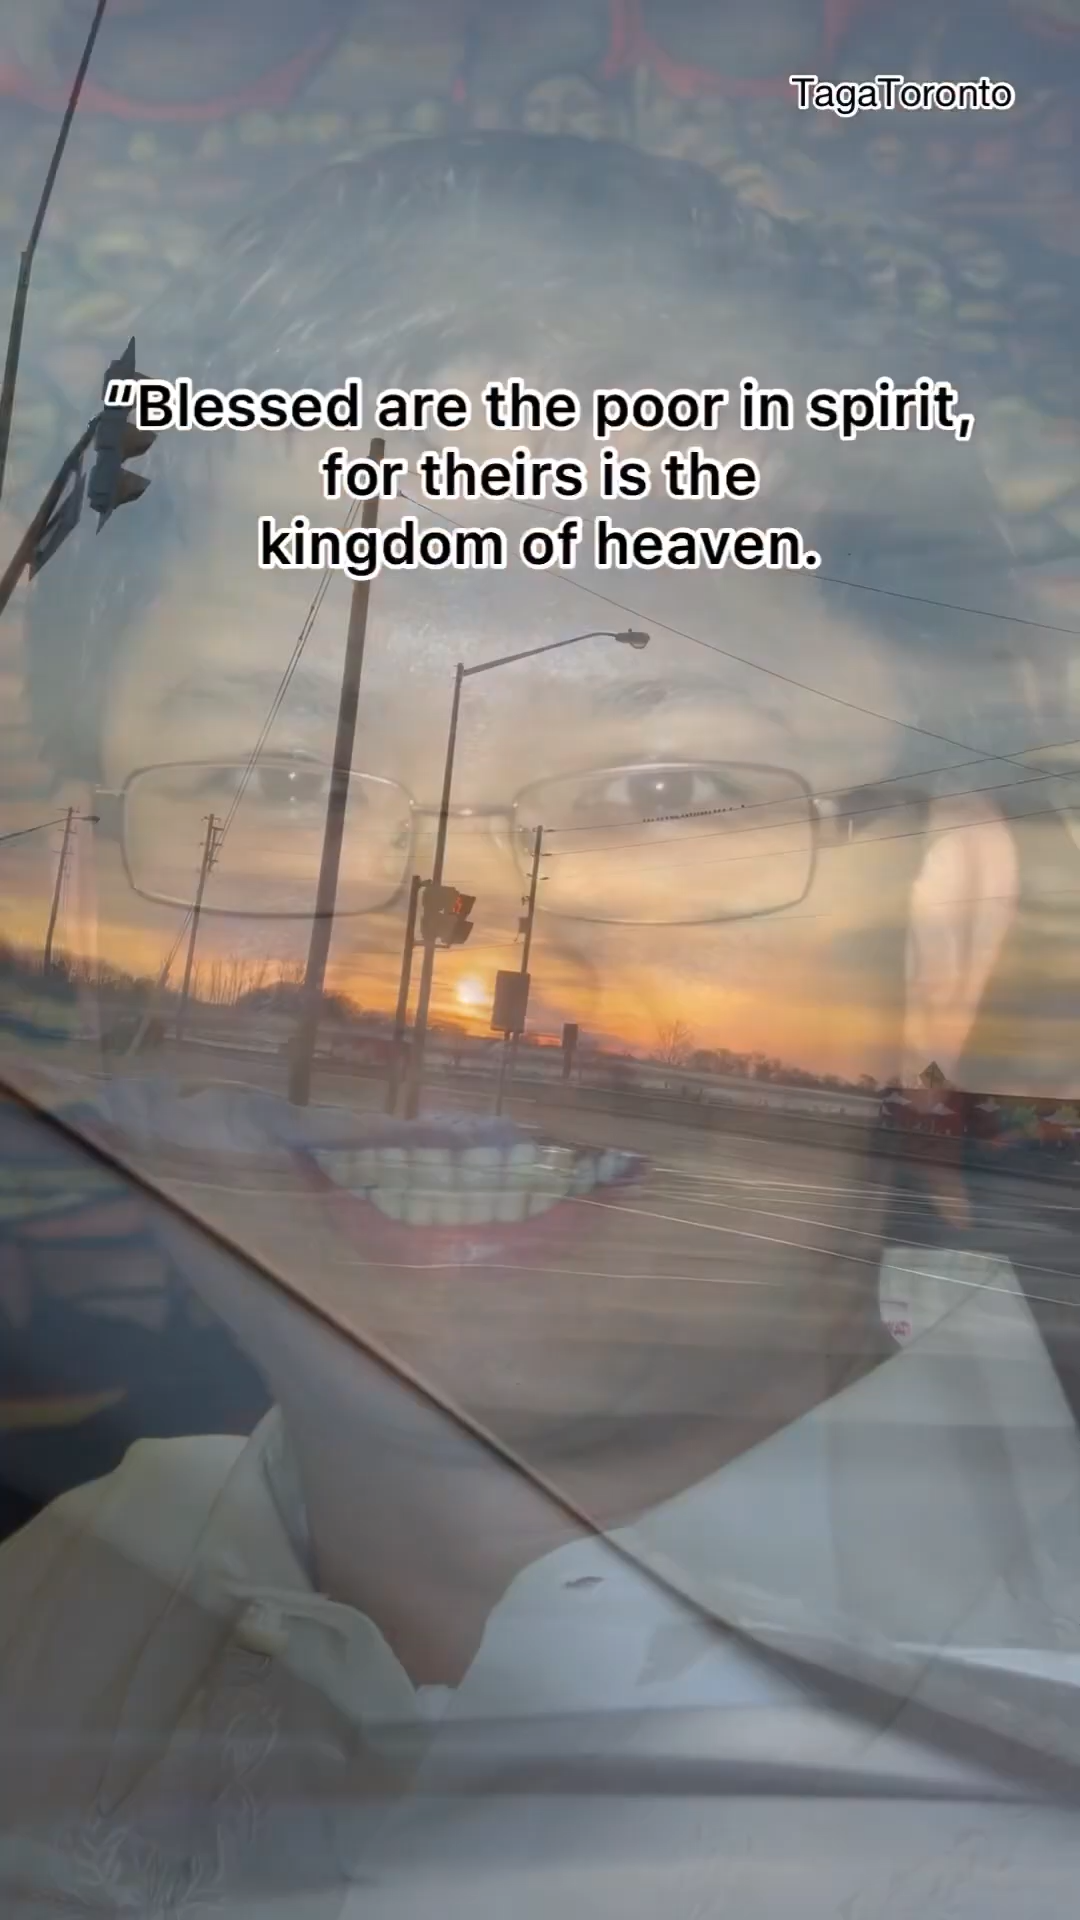 TagaToronto
"Blessed are the poor in spirit,
for theirs is the
kingdom of heaven.